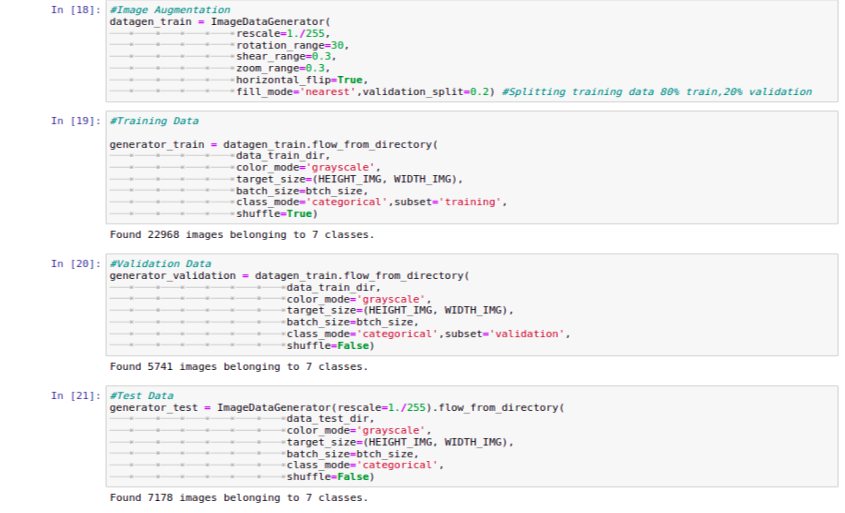 In [18]: #Image Augmentation
datagen_train = ImageDataGenerator(
rescale=1./255,
rotation_range=30,
shear_range=0.3,
zoom_range=0.3,
horizontal_flip=True,
fill_mode='nearest',validation_split=0.2) #Splitting training data 80% train,20% validation
In [19]: #Training Data
generator_train = datagen_train.flow_from_directory(
data_train_dir,
color_mode='grayscale',
target_size=(HEIGHT_IMG, WIDTH_IMG),
batch_size=btch_size,
class_mode='categorical',subset='training',
shuffle=True)
Found 22968 images belonging to 7 classes.
In [20]: #Validation Data
generator_validation = datagen_train.flow_from_directory(
data_train_dir,
color_mode='grayscale',
target_size=(HEIGHT_IMG, WIDTH_IMG),
batch_size=btch_size,
class_mode='categorical',subset='validation',
shuffle=False)
Found 5741 images belonging to 7 classes.
In [21]: #Test Data
generator_test = ImageDataGenerator(rescale=1./255).flow_from_directory(
data_test_dir,
color_mode='grayscale',
target_size=(HEIGHT_IMG, WIDTH_IMG),
batch_size=btch_size,
class_mode='categorical',
shuffle=False)
Found 7178 images belonging to 7 classes.